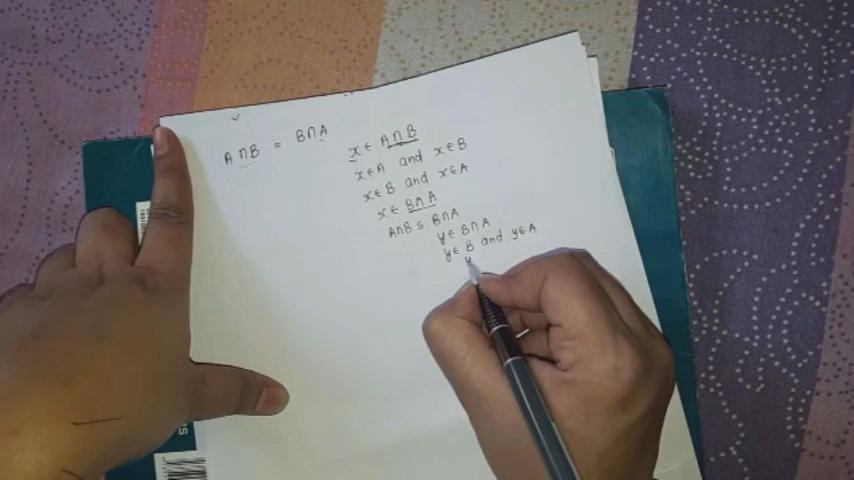 A∩B = B∩A
x ∈ A∩B
x∈A and x∈B
x∈B and x∈A
x∈ B∩A
A∩B ⊆ B∩A
y∈ B∩A
y∈ B and y∈A
y